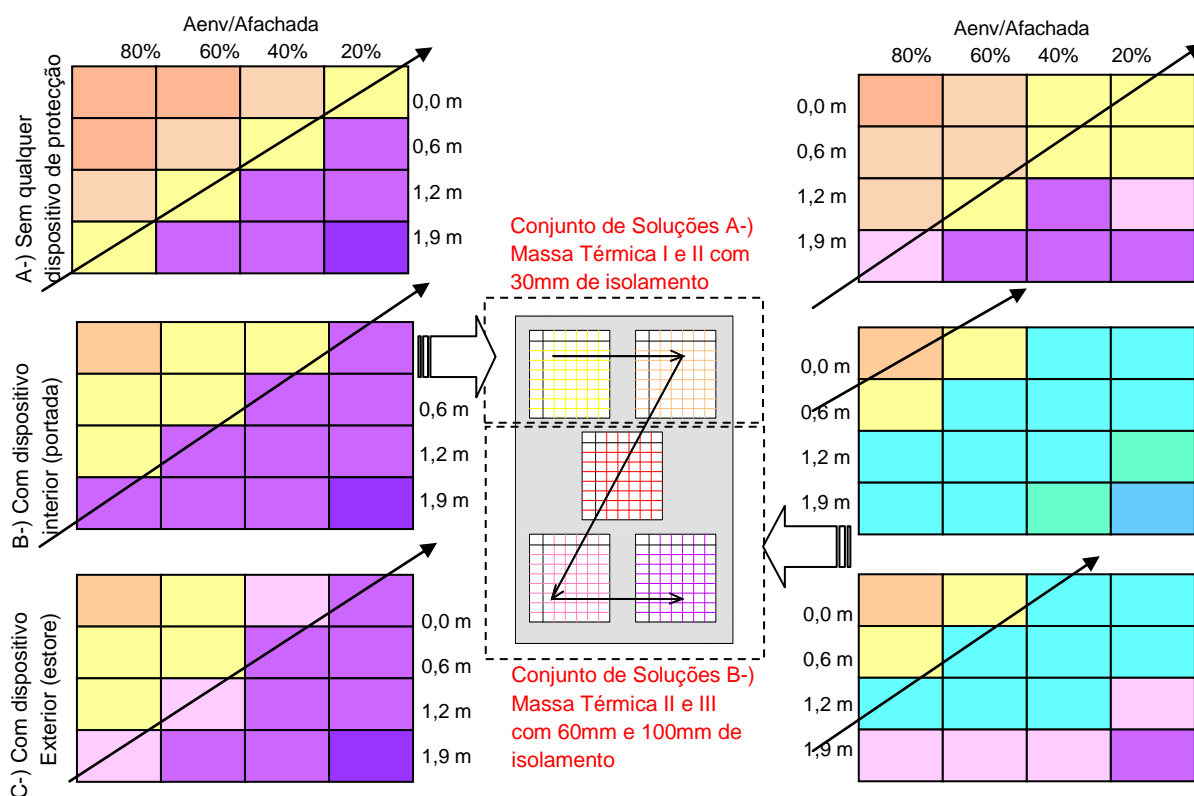 Aenv/Afachada
80% 60% 40% 20%
A-) Sem qualquer
dispositivo de protecção
0,0 m
0,6 m
1,2 m
1,9 m
B-) Com dispositivo
interior (portada)
0,0 m
0,6 m
1,2 m
1,9 m
C-) Com dispositivo
Exterior (estore)
0,0 m
0,6 m
1,2 m
1,9 m
Conjunto de Soluções A-)
Massa Térmica I e II com
30mm de isolamento
Conjunto de Soluções B-)
Massa Térmica II e III
com 60mm e 100mm de
isolamento
Aenv/Afachada
80% 60% 40% 20%
0,0 m
0,6 m
1,2 m
1,9 m
0,0 m
0,6 m
1,2 m
1,9 m
0,0 m
0,6 m
1,2 m
1,9 m